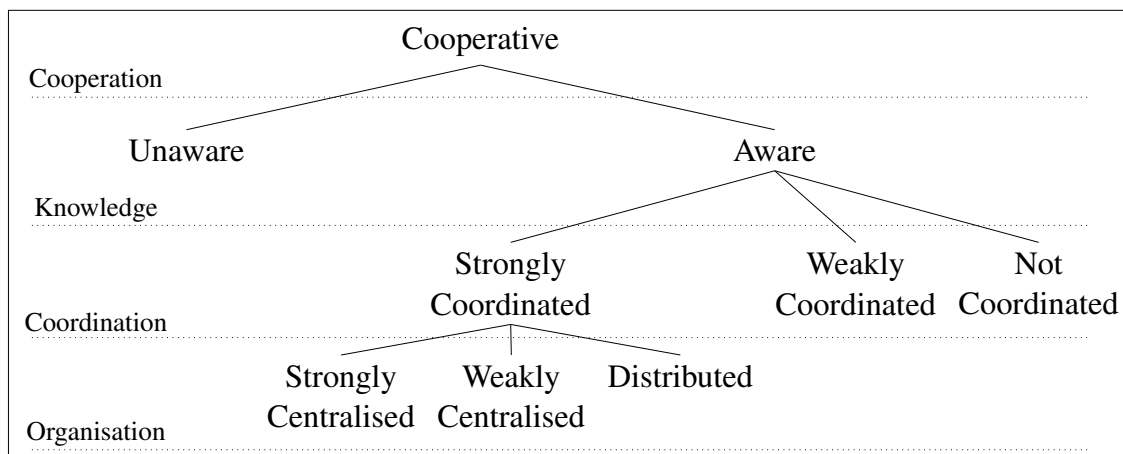 Cooperative
Cooperation
Unaware
Aware
Knowledge
Strongly
Coordinated
Weakly
Coordinated
Not
Coordinated
Coordination
Strongly
Centralised
Weakly
Centralised
Distributed
Organisation